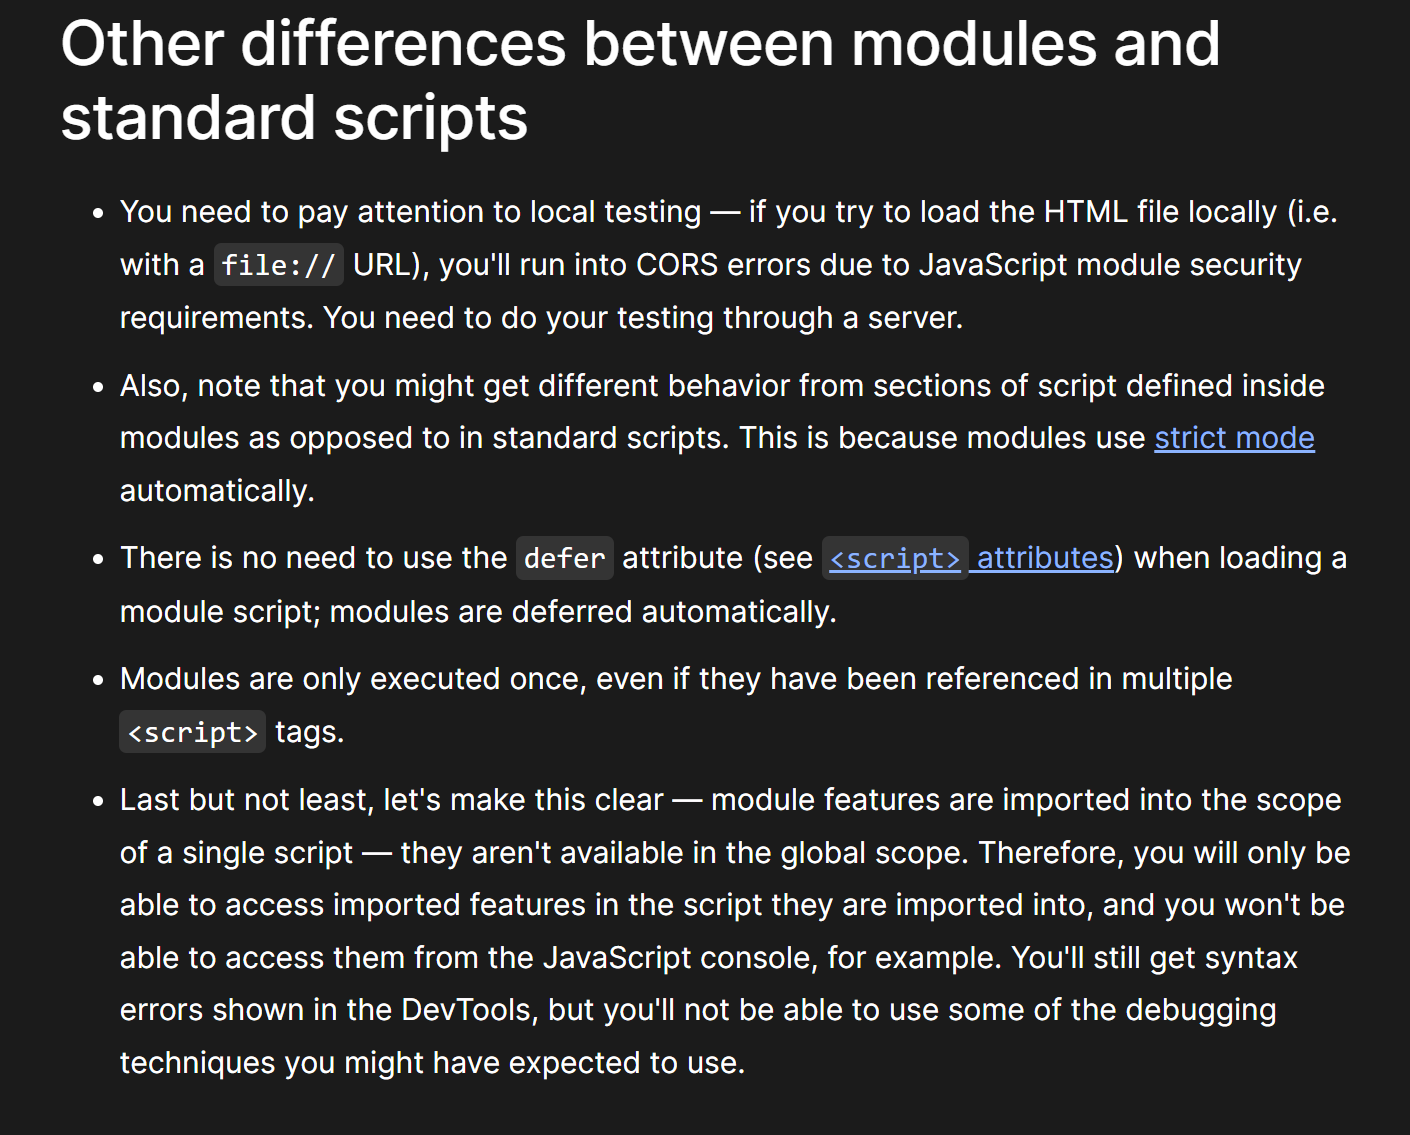 Other differences between modules and
standard scripts
• You need to pay attention to local testing — if you try to load the HTML file locally (i.e.
with a file:// URL), you'll run into CORS errors due to JavaScript module security
requirements. You need to do your testing through a server.
• Also, note that you might get different behavior from sections of script defined inside
modules as opposed to in standard scripts. This is because modules use strict mode
automatically.
• There is no need to use the defer attribute (see <script> attributes) when loading a
module script; modules are deferred automatically.
• Modules are only executed once, even if they have been referenced in multiple
<script> tags.
• Last but not least, let's make this clear — module features are imported into the scope
of a single script — they aren't available in the global scope. Therefore, you will only be
able to access imported features in the script they are imported into, and you won't be
able to access them from the JavaScript console, for example. You'll still get syntax
errors shown in the DevTools, but you'll not be able to use some of the debugging
techniques you might have expected to use.